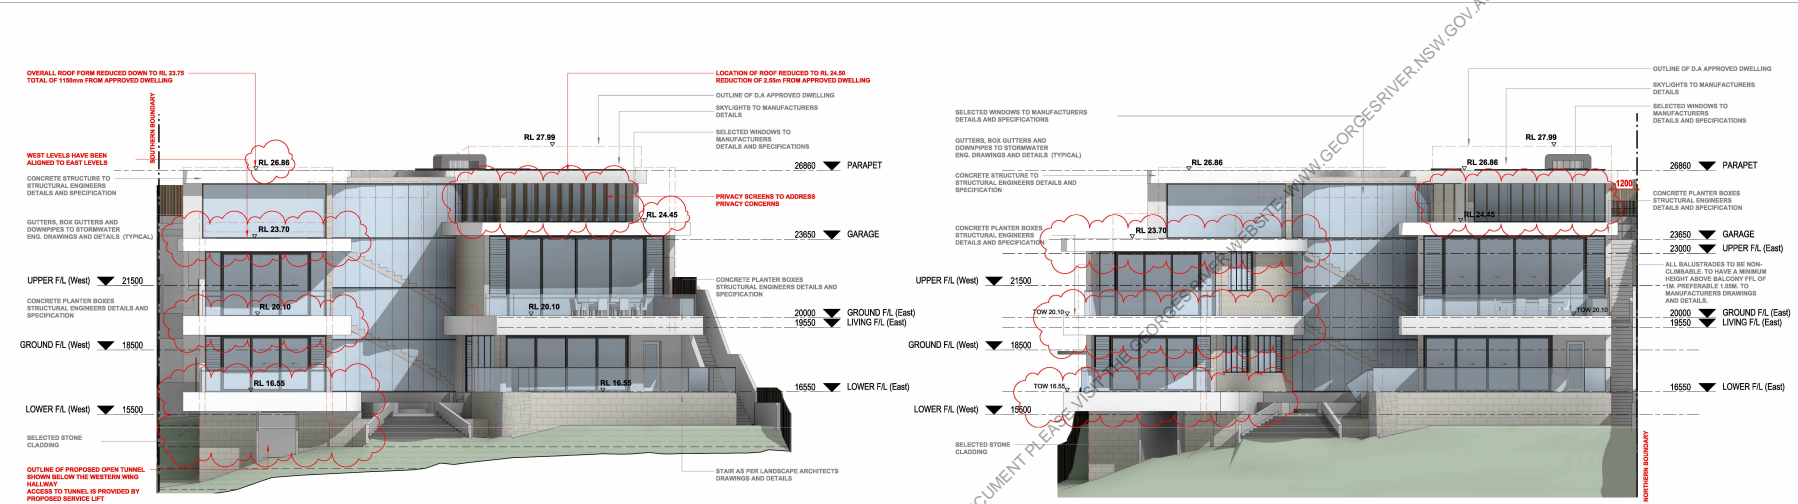 OVERALL ROOF FORM REDUCED DOWN TO RL 23.75
TOTAL OF 1150mm FROM APPROVED DWELLING
SOUTHERN BOUNDARY
WEST LEVELS HAVE BEEN
ALIGNED TO EAST LEVELS
CONCRETE STRUCTURE TO
STRUCTURAL ENGINEERS
DETAILS AND SPECIFICATION
GUTTERS, BOX GUTTERS AND
DOWNPIPES TO STORMWATER
ENG. DRAWINGS AND DETAILS (TYPICAL)
UPPER F/L (West) 21500
CONCRETE PLANTER BOXES
STRUCTURAL ENGINEERS DETAILS AND
SPECIFICATION
GROUND F/L (West) 18500
LOWER F/L (West) 15500
SELECTED STONE
CLADDING
OUTLINE OF PROPOSED OPEN TUNNEL
SHOWN BELOW THE WESTERN WING
HALLWAY
ACCESS TO TUNNEL IS PROVIDED BY
PROPOSED SERVICE LIFT
RL 26.86
RL 23.70
RL 20.10
RL 16.55
RL 27.99
RL 24.45
RL 20.10
RL 16.55
LOCATION OF ROOF REDUCED TO RL 24.50
REDUCTION OF 2.55m FROM APPROVED DWELLING
OUTLINE OF D.A APPROVED DWELLING
SKYLIGHTS TO MANUFACTURERS
DETAILS
SELECTED WINDOWS TO
MANUFACTURERS
DETAILS AND SPECIFICATIONS
26860 PARAPET
PRIVACY SCREENS TO ADDRESS
PRIVACY CONCERNS
23650 GARAGE
CONCRETE PLANTER BOXES
STRUCTURAL ENGINEERS DETAILS AND
SPECIFICATION
20000 GROUND F/L (East)
19550 LIVING F/L (East)
16550 LOWER F/L (East)
STAIR AS PER LANDSCAPE ARCHITECTS
DRAWINGS AND DETAILS
SELECTED WINDOWS TO MANUFACTURERS
DETAILS AND SPECIFICATIONS
GUTTERS, BOX GUTTERS AND
DOWNPIPES TO STORMWATER
ENG. DRAWINGS AND DETAILS (TYPICAL)
CONCRETE STRUCTURE TO
STRUCTURAL ENGINEERS DETAILS AND
SPECIFICATION
CONCRETE PLANTER BOXES
STRUCTURAL ENGINEERS
DETAILS AND SPECIFICATION
UPPER F/L (West) 21500
TOW 20.10
GROUND F/L (West) 18500
TOW 16.55
LOWER F/L (West) 15500
SELECTED STONE
CLADDING
RL 26.86
RL 23.70
RL 27.99
RL 26.86
RL 24.45
TOW 20.10
1200
OUTLINE OF D.A APPROVED DWELLING
SKYLIGHTS TO MANUFACTURERS
DETAILS
SELECTED WINDOWS TO
MANUFACTURERS
DETAILS AND SPECIFICATIONS
26860 PARAPET
CONCRETE PLANTER BOXES
STRUCTURAL ENGINEERS
DETAILS AND SPECIFICATION
23650 GARAGE
23000 UPPER F/L (East)
ALL BALUSTRADES TO BE NON-
CLIMBABLE. TO HAVE A MINIMUM
HEIGHT ABOVE BALCONY FFL OF
1M. PREFERABLE 1.05M. TO
MANUFACTURERS DRAWINGS
AND DETAILS.
20000 GROUND F/L (East)
19550 LIVING F/L (East)
16550 LOWER F/L (East)
NORTHERN BOUNDARY
CUMENT PLEASE VISIT THE GEORGESRIVER WEBSITE: WWW.GEORGESRIVER.NSW.GOV.A